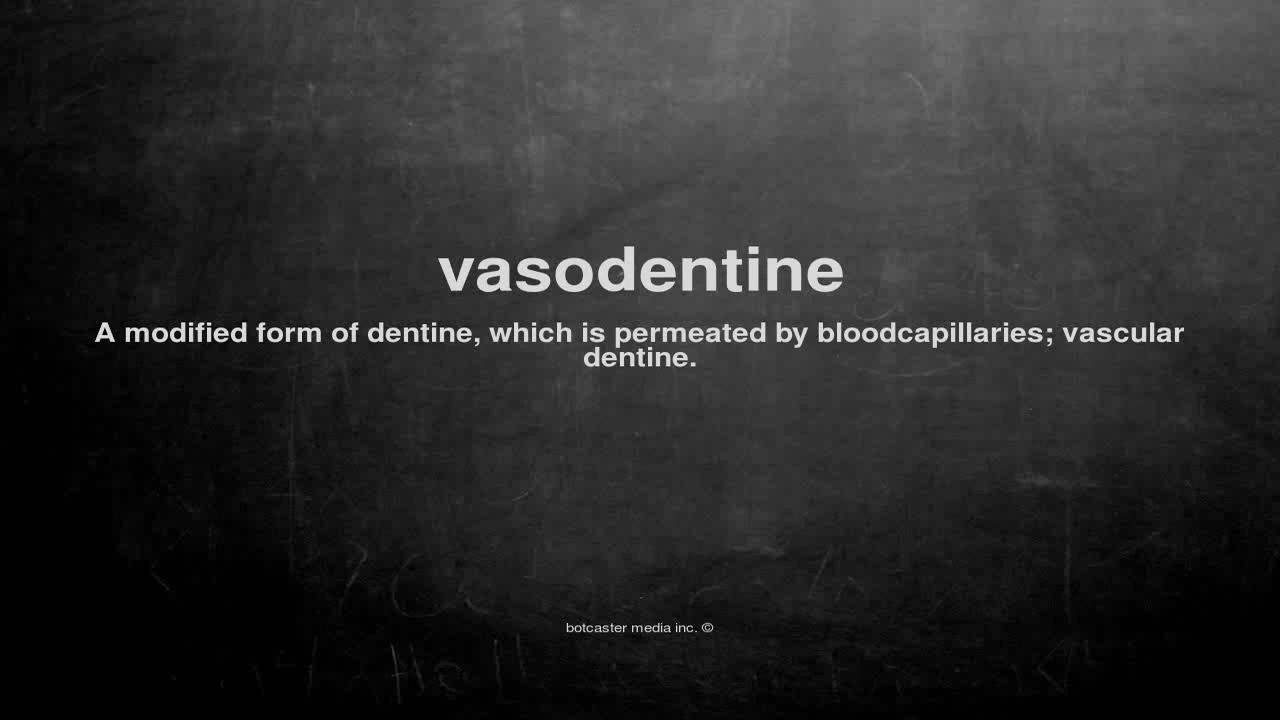 vasodentine
A modified form of dentine, which is permeated by bloodcapillaries; vascular
dentine.
botcaster media inc. ©